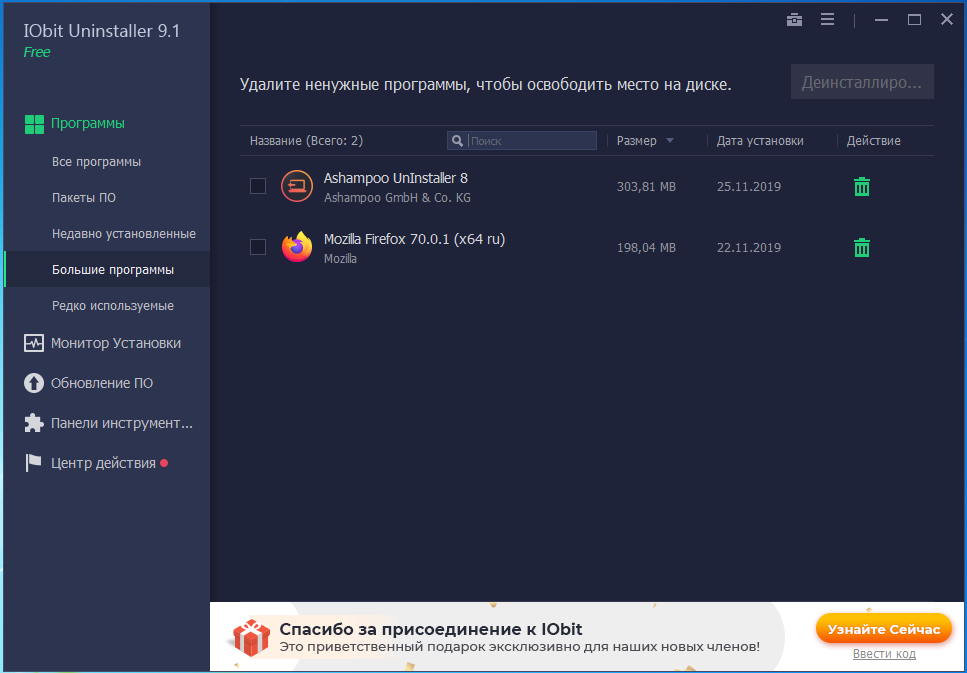 IObit Uninstaller 9.1
Free
Программы
Все программы
Пакеты ПО
Недавно установленные
Большие программы
Редко используемые
Монитор Установки
Обновление ПО
Панели инструмент...
Центр действия
Удалите ненужные программы, чтобы освободить место на диске.
Деинсталлиро...
Название (Всего: 2) Поиск Размер Дата установки Действие
Ashampoo UnInstaller 8
Ashampoo GmbH & Co. KG
303,81 MB 25.11.2019
Mozilla Firefox 70.0.1 (x64 ru)
Mozilla
198,04 MB 22.11.2019
Спасибо за присоединение к IObit
Это приветственный подарок эксклюзивно для наших новых членов!
Узнайте Сейчас
Ввести код